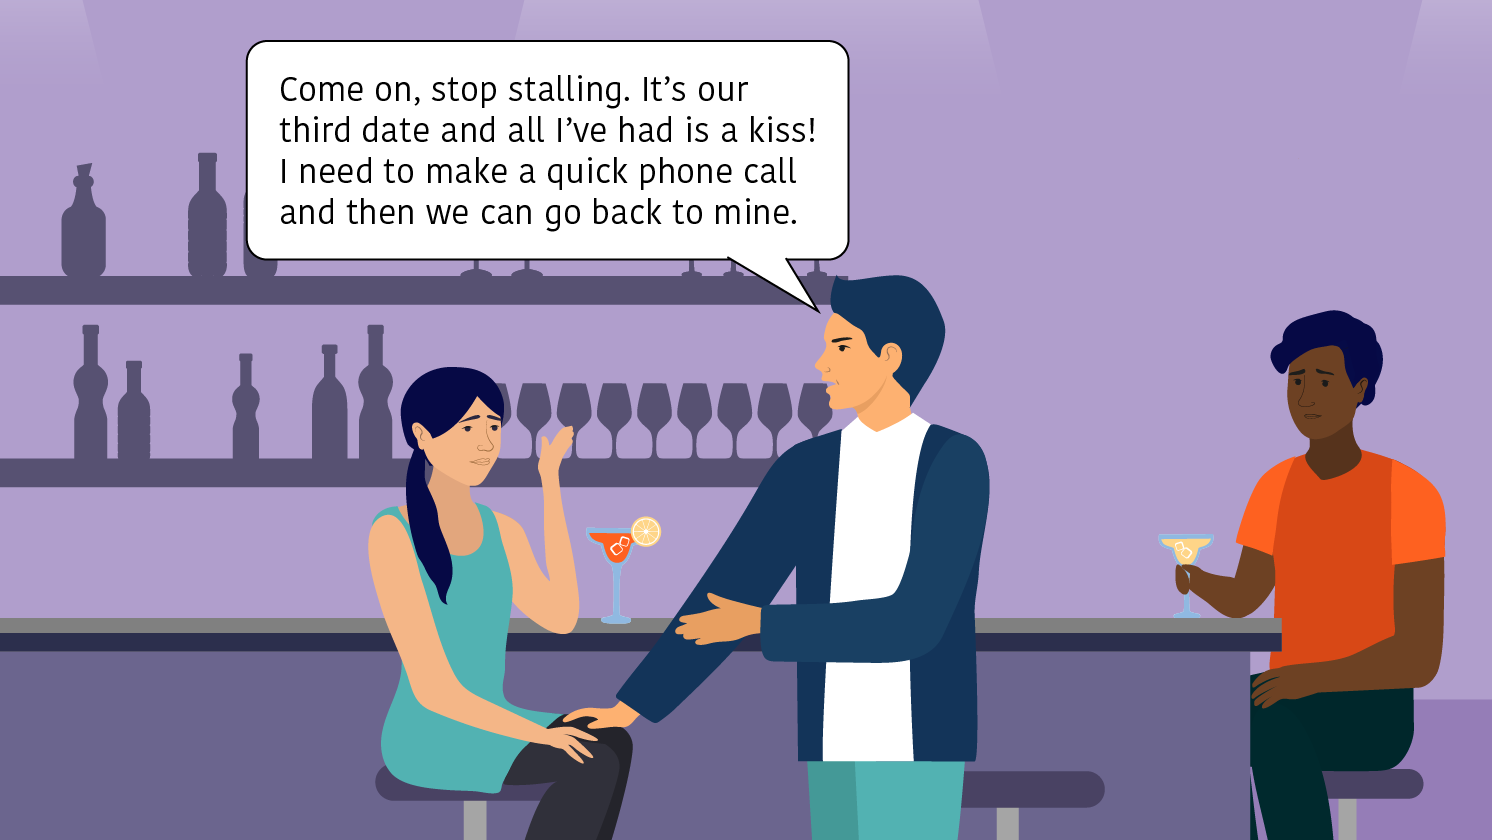 Come on, stop stalling. It’s our
third date and all I’ve had is a kiss!
I need to make a quick phone call
and then we can go back to mine.